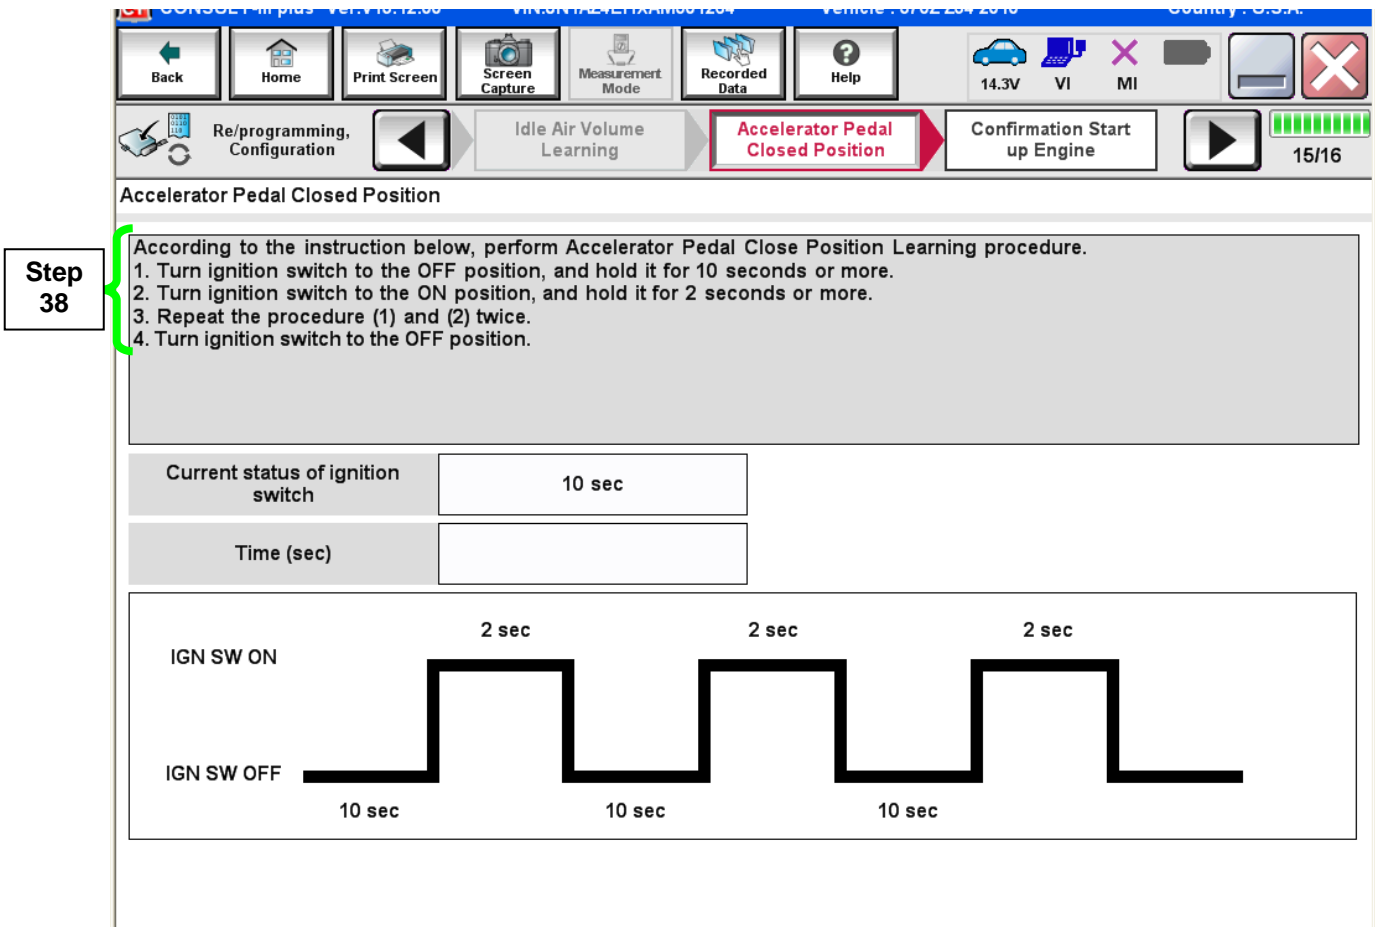 Back
Home
Print Screen
Screen
Capture
Measurement
Mode
Recorded
Data
Help
14.3V
VI
MI
Re/programming,
Configuration
Idle Air Volume
Learning
Accelerator Pedal
Closed Position
Confirmation Start
up Engine
15/16
Accelerator Pedal Closed Position
Step
38
According to the instruction below, perform Accelerator Pedal Close Position Learning procedure.
1. Turn ignition switch to the OFF position, and hold it for 10 seconds or more.
2. Turn ignition switch to the ON position, and hold it for 2 seconds or more.
3. Repeat the procedure (1) and (2) twice.
4. Turn ignition switch to the OFF position.
Current status of ignition
switch
10 sec
Time (sec)
2 sec
2 sec
2 sec
IGN SW ON
IGN SW OFF
10 sec
10 sec
10 sec